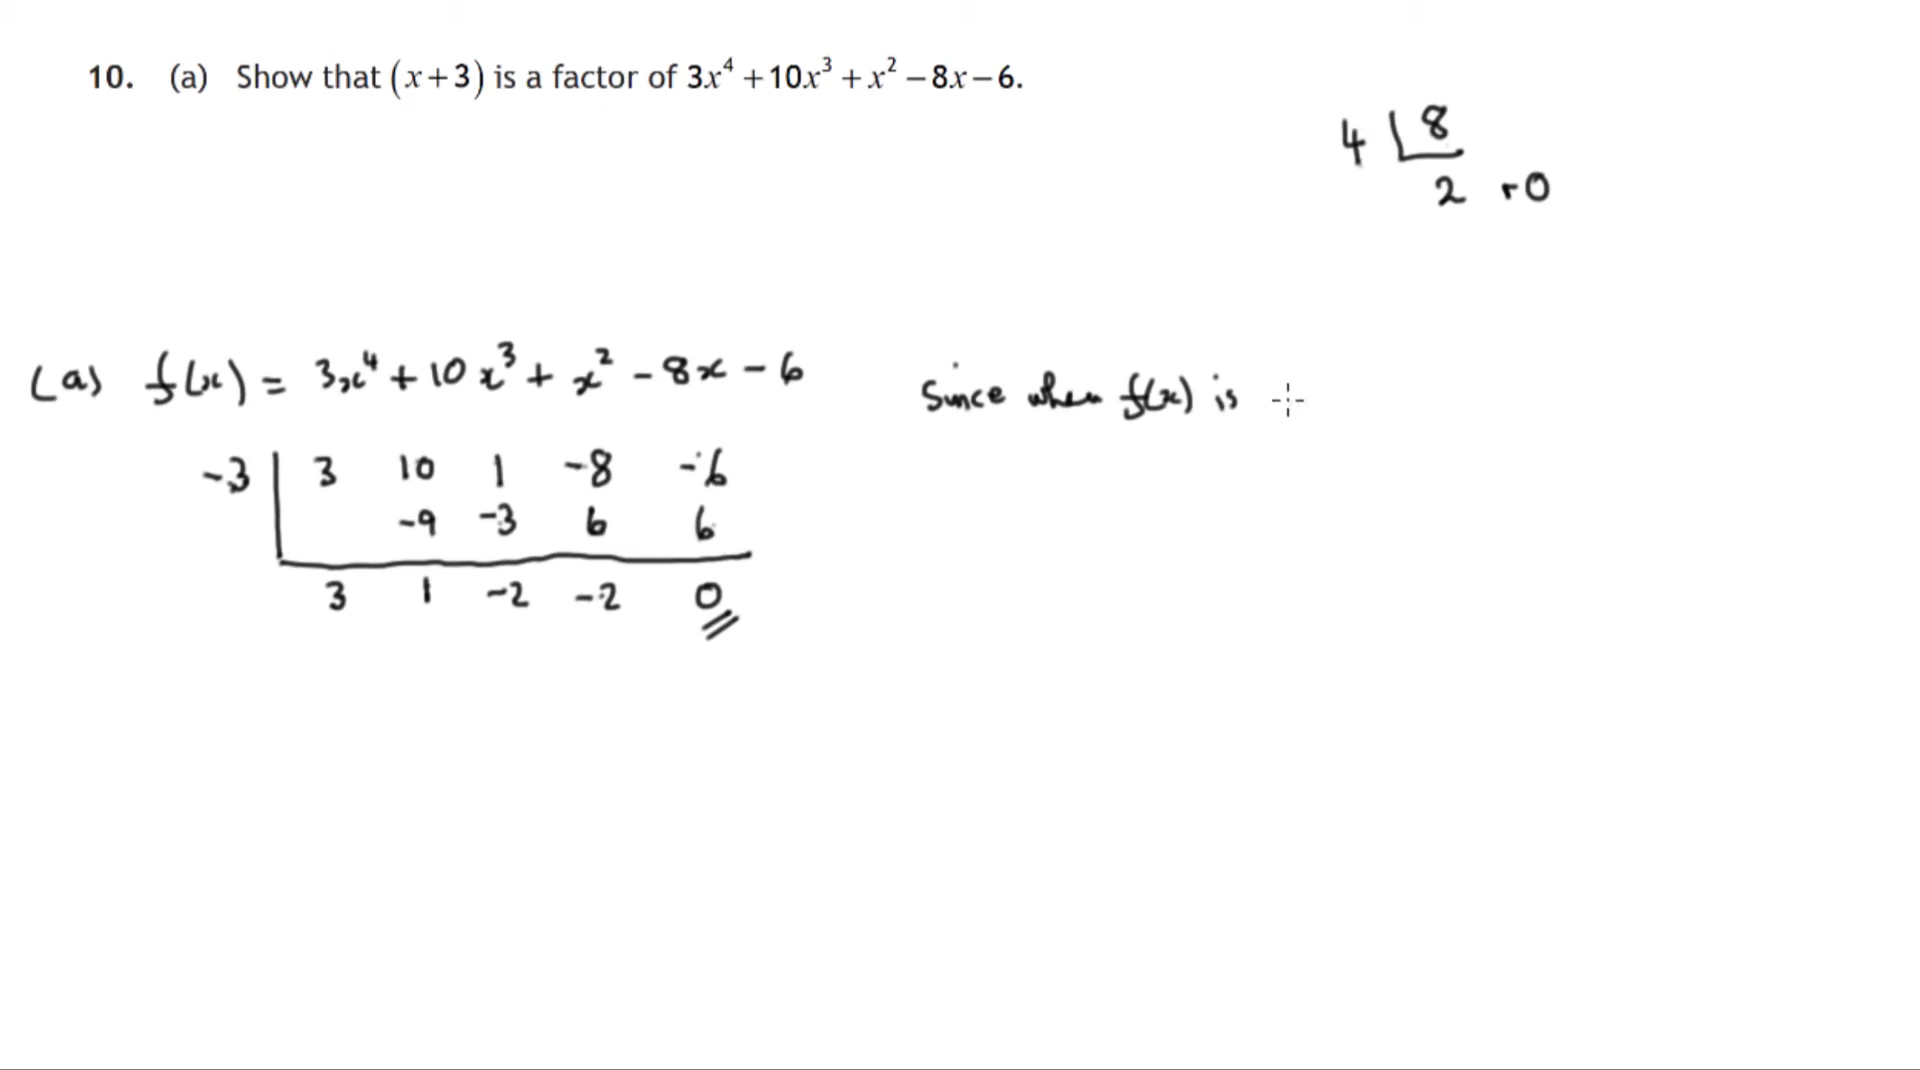 10. (a) Show that (x+3) is a factor of 3x⁴+10x³+x²−8x−6.
4 | 8
2 r0
(a) f(x) = 3x⁴ + 10x³ + x² - 8x - 6
Since when f(x) is
-3 | 3 10 1 -8 -6
-9 -3 6 6
3 1 -2 -2 0